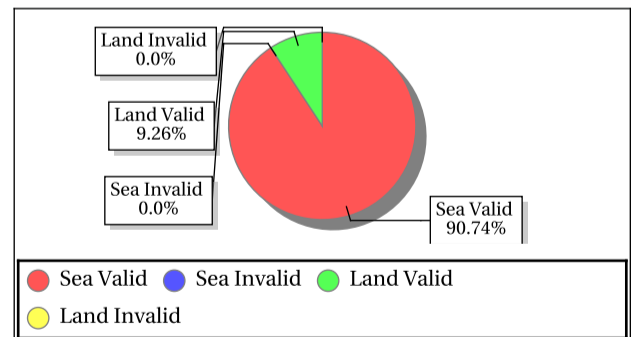 Land Invalid
0.0%
Land Valid
9.26%
Sea Invalid
0.0%
Sea Valid
90.74%
Sea Valid Sea Invalid Land Valid
Land Invalid